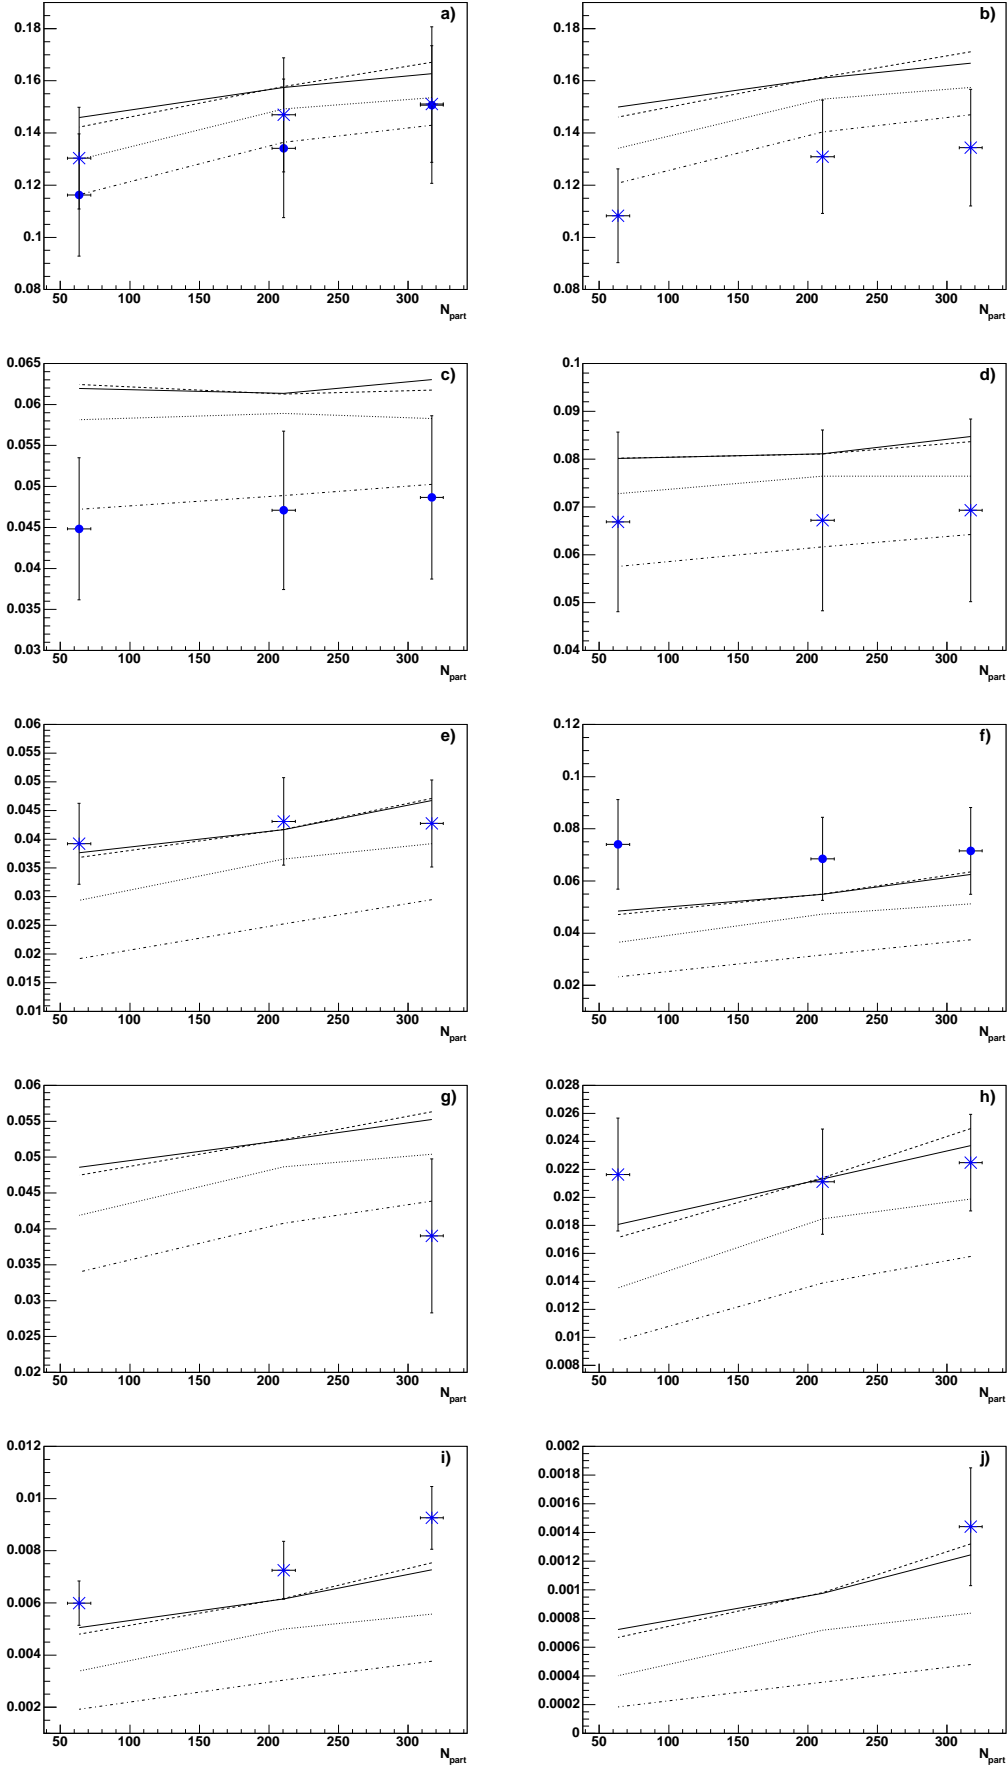 a)
0.18
0.16
0.14
0.12
0.1
0.08
50 100 150 200 250 300
N_part
b)
0.18
0.16
0.14
0.12
0.1
0.08
50 100 150 200 250 300
N_part
c)
0.065
0.06
0.055
0.05
0.045
0.04
0.035
0.03
50 100 150 200 250 300
N_part
d)
0.1
0.09
0.08
0.07
0.06
0.05
0.04
50 100 150 200 250 300
N_part
e)
0.06
0.055
0.05
0.045
0.04
0.035
0.03
0.025
0.02
0.015
0.01
50 100 150 200 250 300
N_part
f)
0.12
0.1
0.08
0.06
0.04
0.02
50 100 150 200 250 300
N_part
g)
0.06
0.055
0.05
0.045
0.04
0.035
0.03
0.025
0.02
50 100 150 200 250 300
N_part
h)
0.028
0.026
0.024
0.022
0.02
0.018
0.016
0.014
0.012
0.01
0.008
50 100 150 200 250 300
N_part
i)
0.012
0.01
0.008
0.006
0.004
0.002
50 100 150 200 250 300
N_part
j)
0.002
0.0018
0.0016
0.0014
0.0012
0.001
0.0008
0.0006
0.0004
0.0002
0
50 100 150 200 250 300
N_part